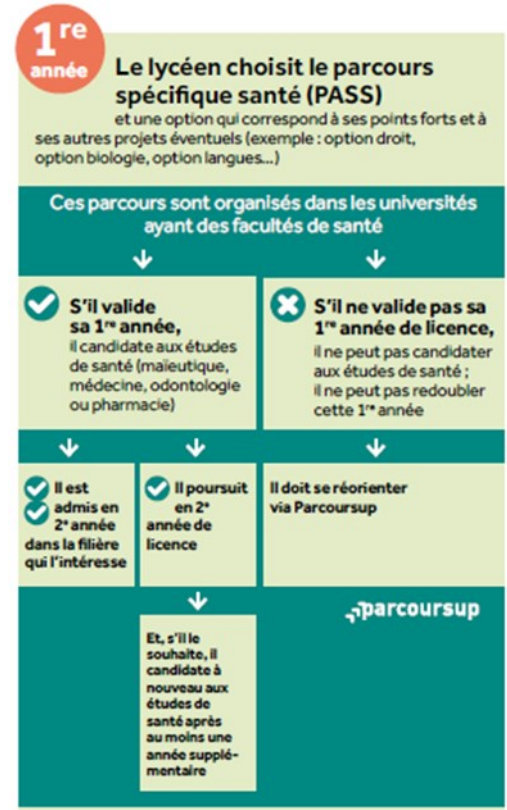 1re
année
Le lycéen choisit le parcours
spécifique santé (PASS)
et une option qui correspond à ses points forts et à
ses autres projets éventuels (exemple : option droit,
option biologie, option langues...)
Ces parcours sont organisés dans les universités
ayant des facultés de santé
S'il valide
sa 1re année,
il candidate aux études
de santé (maïeutique,
médecine, odontologie
ou pharmacie)
S'il ne valide pas sa
1re année de licence,
il ne peut pas candidater
aux études de santé ;
il ne peut pas redoubler
cette 1re année
Il est
admis en
2e année
dans la filière
qui l'intéresse
Il poursuit
en 2e
année de
licence
Il doit se réorienter
via Parcoursup
parcoursup
Et, s'il le
souhaite, il
candidate à
nouveau aux
études de
santé après
au moins une
année supplé-
mentaire